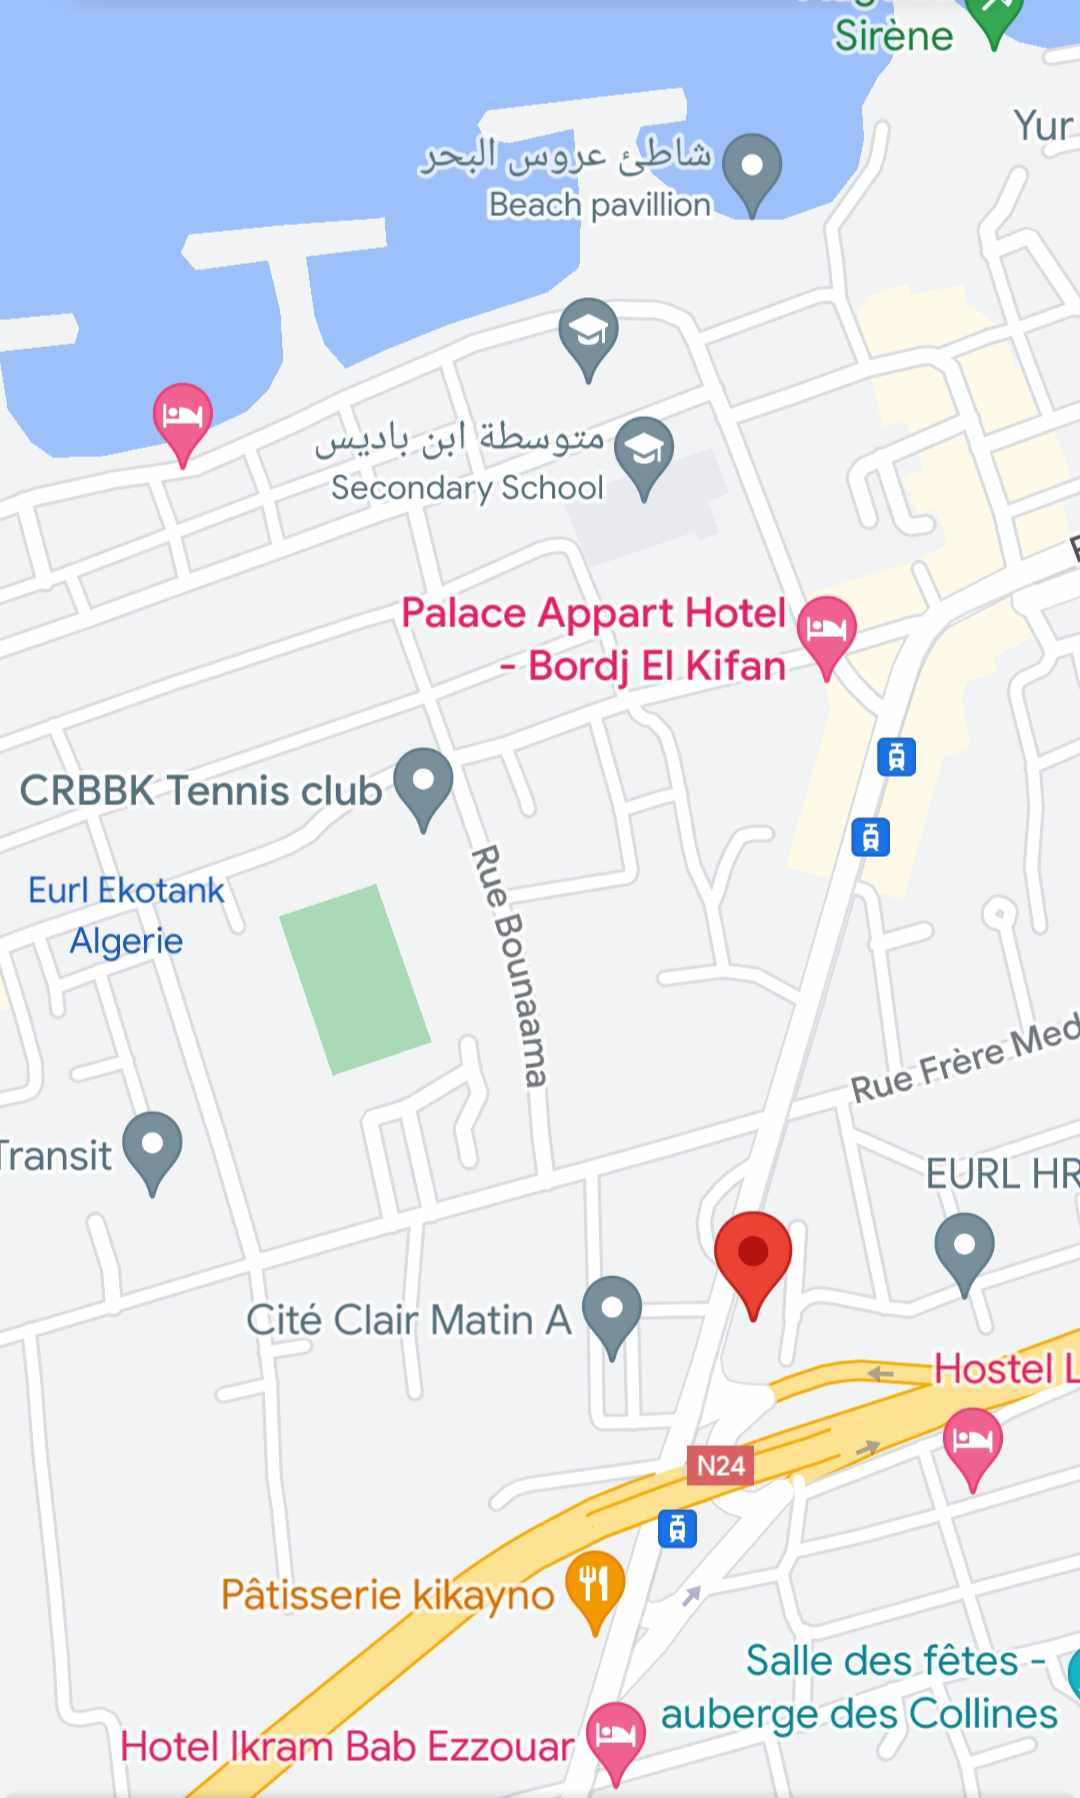 Sirène
Yur
شاطئ عروس البحر
Beach pavillion
متوسطة ابن باديس
Secondary School
Palace Appart Hotel
- Bordj El Kifan
CRBBK Tennis club
Eurl Ekotank
Algerie
Rue Bounaama
Rue Frère Med
Transit
EURL HR
Cité Clair Matin A
Hostel L
N24
Pâtisserie kikayno
Salle des fêtes -
auberge des Collines
Hotel Ikram Bab Ezzouar